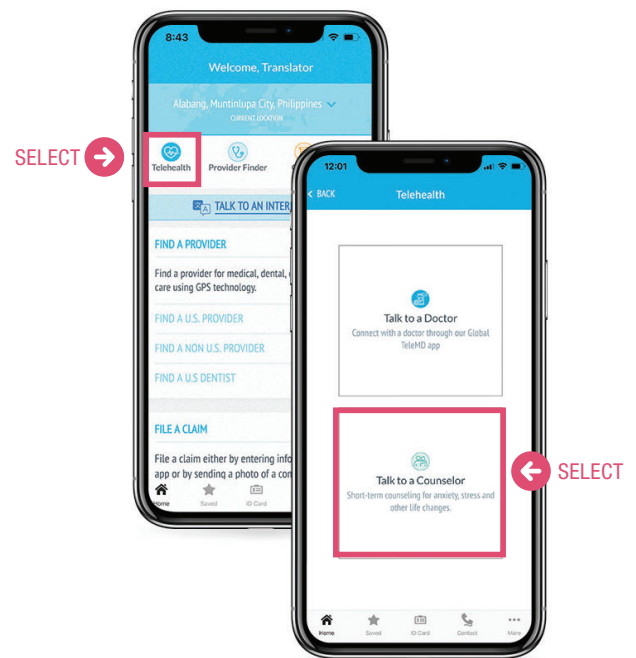 8:43
Welcome, Translator
Alabang, Muntinlupa City, Philippines
CURRENT LOCATION
SELECT
Telehealth
Provider Finder
TALK TO AN INTER
FIND A PROVIDER
Find a provider for medical, dental,
care using GPS technology.
FIND A U.S. PROVIDER
FIND A NON U.S. PROVIDER
FIND A U.S DENTIST
FILE A CLAIM
File a claim either by entering info
app or by sending a photo of a con
Home
Saved
ID Card
12:01
< BACK
Telehealth
Talk to a Doctor
Connect with a doctor through our Global
TeleMD app
Talk to a Counselor
Short-term counseling for anxiety, stress and
other life changes.
SELECT
Home
Saved
ID Card
Contact
More